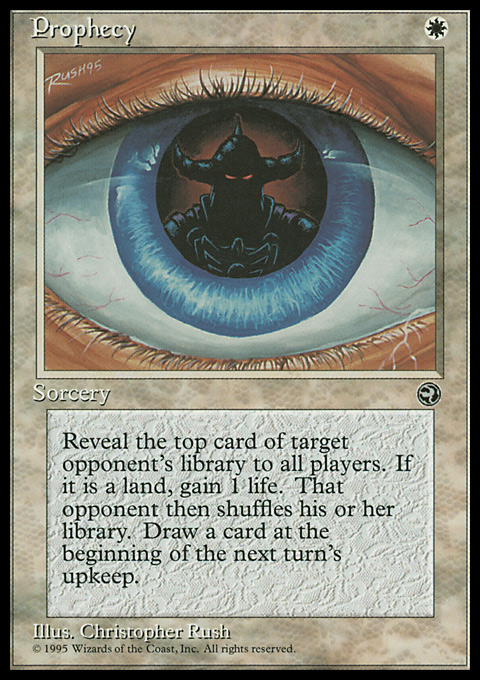 Prophecy
RUSH95
Sorcery
Reveal the top card of target
opponent's library to all players. If
it is a land, gain 1 life. That
opponent then shuffles his or her
library. Draw a card at the
beginning of the next turn's
upkeep.
Illus. Christopher Rush
© 1995 Wizards of the Coast, Inc. All rights reserved.